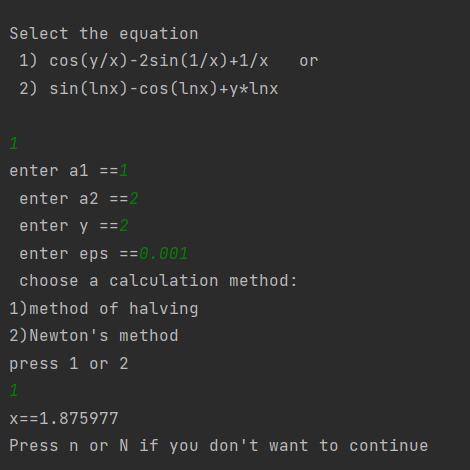 Select the equation
1) cos(y/x)-2sin(1/x)+1/x   or
2) sin(lnx)-cos(lnx)+y*lnx
1
enter a1 ==1
enter a2 ==2
enter y ==2
enter eps ==0.001
choose a calculation method:
1)method of halving
2)Newton's method
press 1 or 2
1
x==1.875977
Press n or N if you don't want to continue